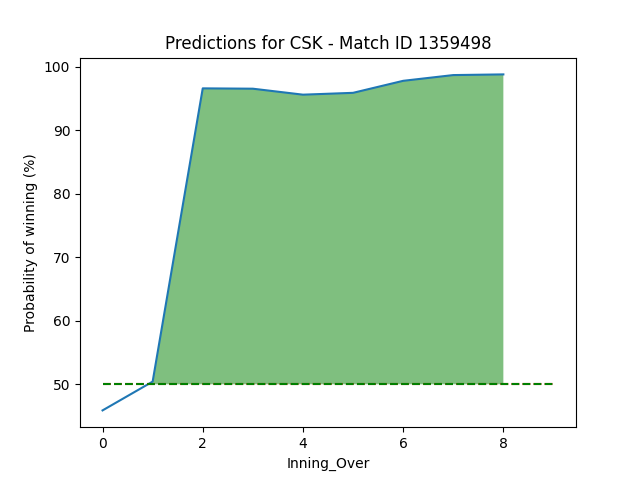 Predictions for CSK - Match ID 1359498
Probability of winning (%)
100
90
80
70
60
50
0 2 4 6 8
Inning_Over